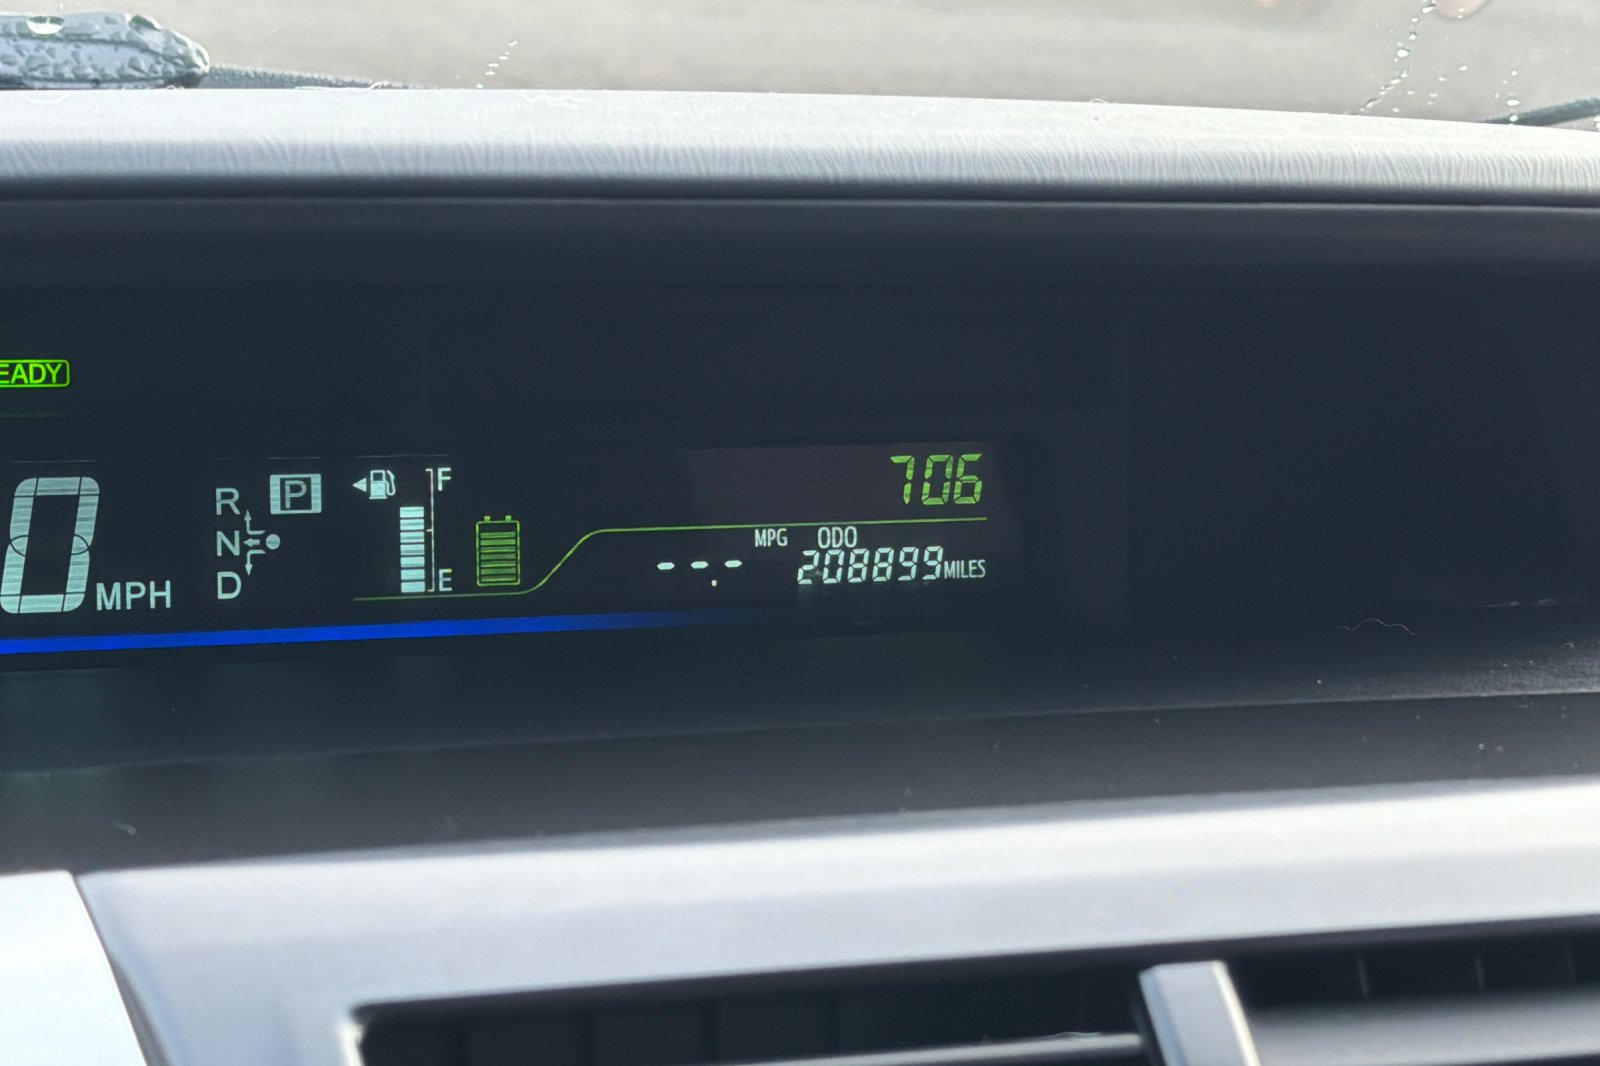 EADY
706
F
R P
MPG ODO
N
--.- 208899 MILES
0 MPH D E